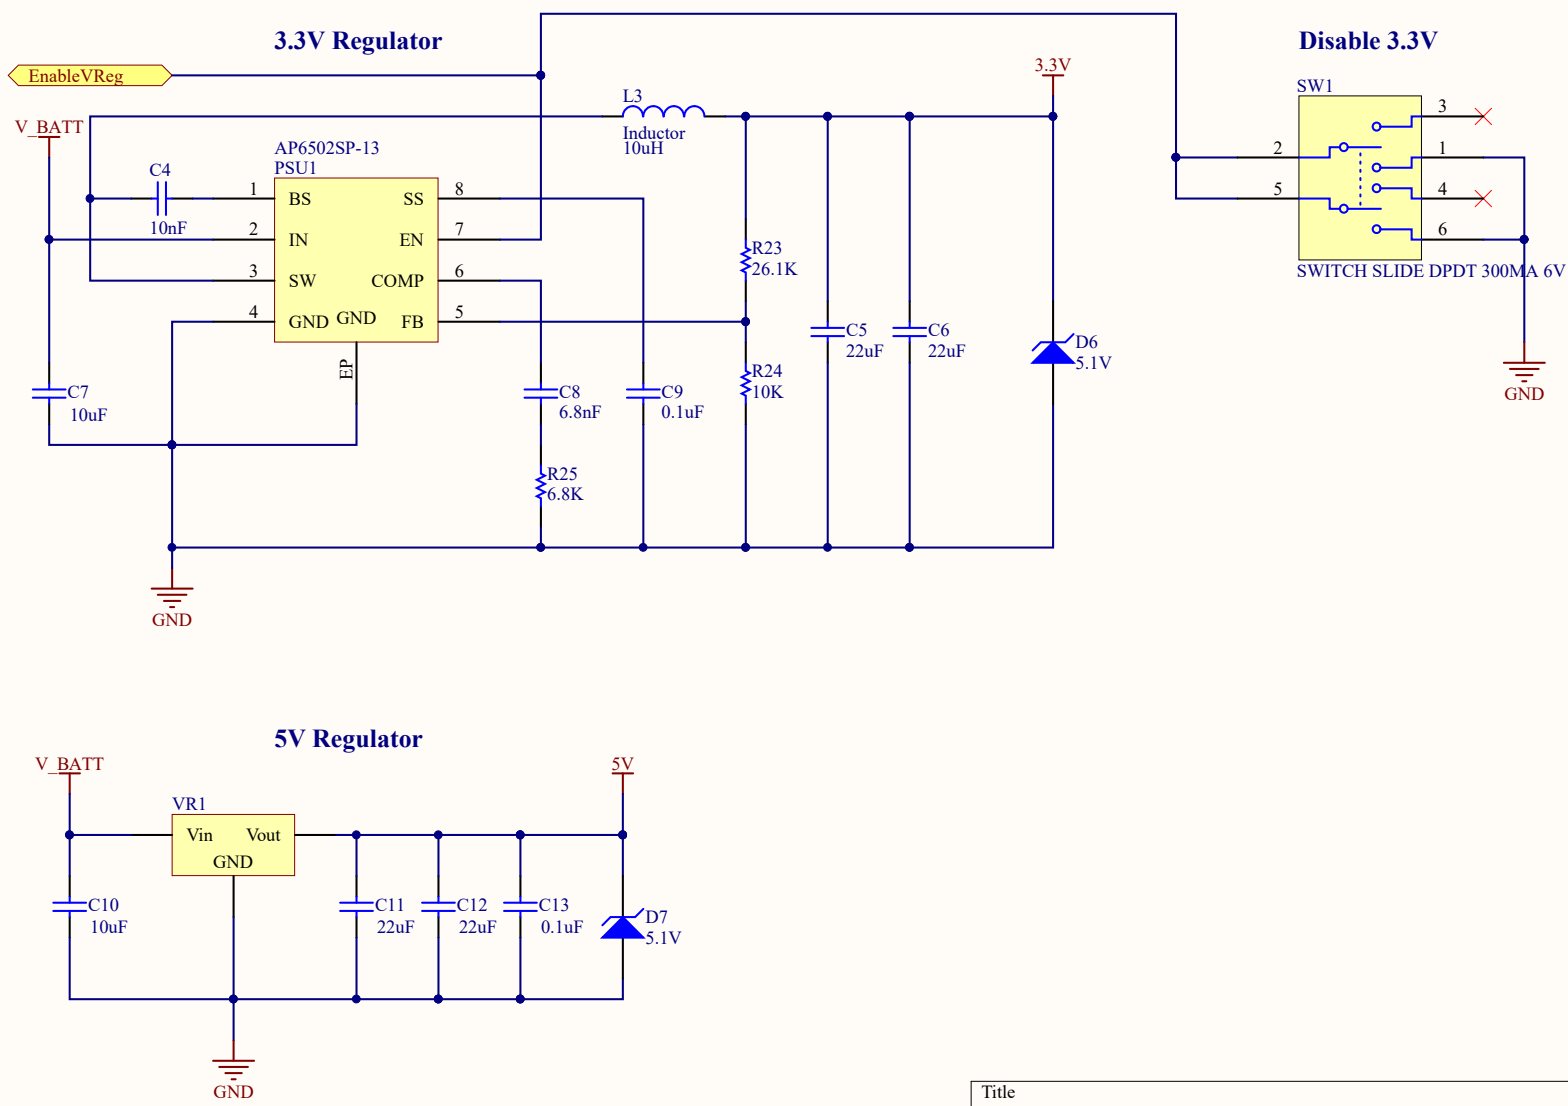 3.3V Regulator
Disable 3.3V
EnableVReg
3.3V
SW1
L3
Inductor
10uH
V_BATT
AP6502SP-13
PSU1
C4
10nF
1 BS
2 IN
3 SW
4 GND
GND
EP
SS 8
EN 7
COMP 6
FB 5
3
2
1
5
4
6
SWITCH SLIDE DPDT 300MA 6V
R23
26.1K
C5
22uF
C6
22uF
D6
5.1V
R24
10K
C7
10uF
C8
6.8nF
C9
0.1uF
GND
R25
6.8K
GND
5V Regulator
V_BATT
5V
VR1
Vin Vout
GND
C10
10uF
C11
22uF
C12
22uF
C13
0.1uF
D7
5.1V
GND
Title